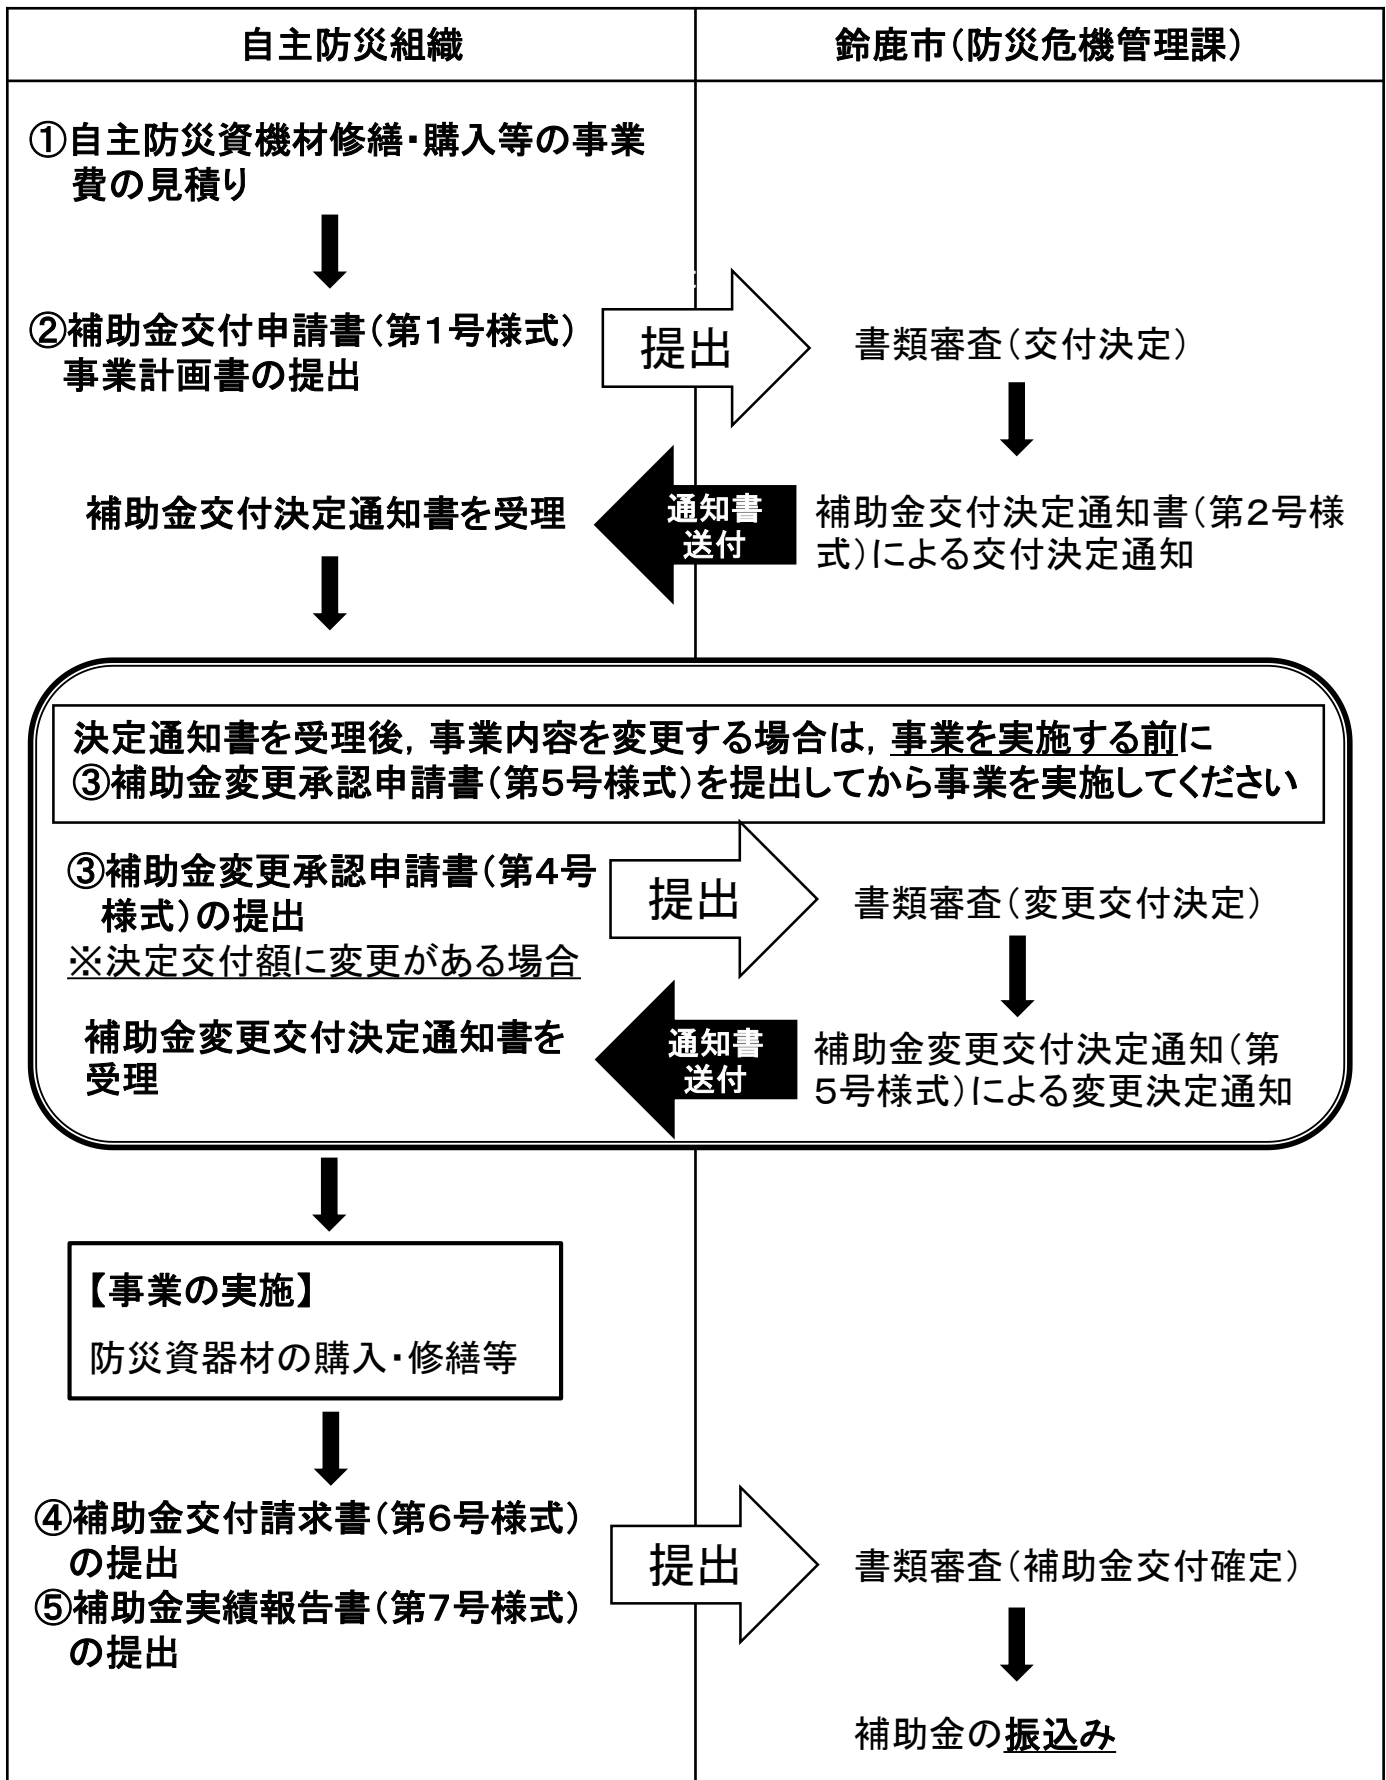 自主防災組織
鈴鹿市（防災危機管理課）
①自主防災資機材修繕・購入等の事業
費の見積り
②補助金交付申請書（第１号様式）
事業計画書の提出
提出
書類審査（交付決定）
補助金交付決定通知書を受理
通知書
送付
補助金交付決定通知書（第２号様
式）による交付決定通知
決定通知書を受理後，事業内容を変更する場合は，事業を実施する前に
③補助金変更承認申請書（第５号様式）を提出してから事業を実施してください
③補助金変更承認申請書（第４号
様式）の提出
※決定交付額に変更がある場合
提出
書類審査（変更交付決定）
補助金変更交付決定通知書を
受理
通知書
送付
補助金変更交付決定通知（第
５号様式）による変更決定通知
【事業の実施】
防災資器材の購入・修繕等
④補助金交付請求書（第６号様式）
の提出
⑤補助金実績報告書（第７号様式）
の提出
提出
書類審査（補助金交付確定）
補助金の振込み